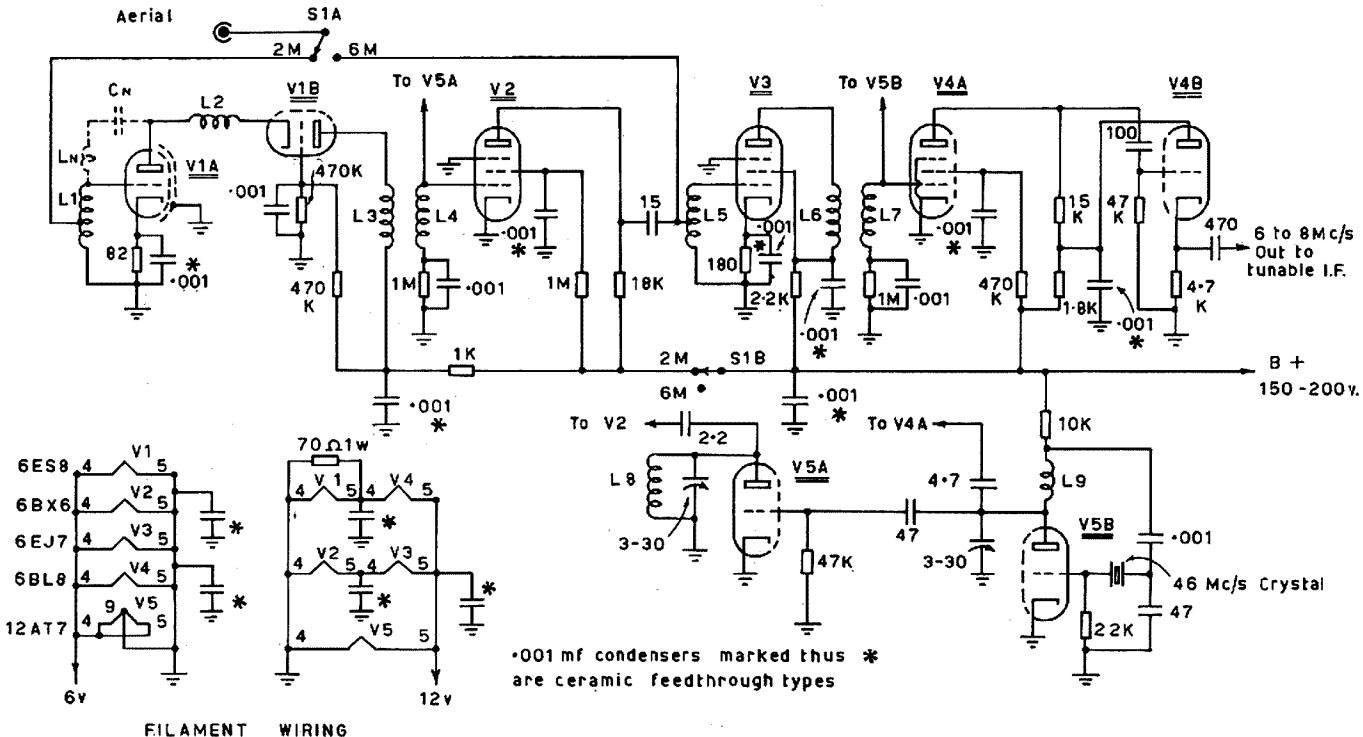 Aerial
S1A
2M
6M
CN
L2
V1B
To V5A
V2
V3
To V5B
V4A
V4B
LN
V1A
470K
100
L1
·001
L3
L4
15
L5
L6
L7
15
K
47
K
470
6 to 8Mc/s
Out to
tunable I.F.
82
·001
*
470
K
1M
·001
·001
*
1M
18K
180
·001
*
2·2K
·001
*
1M
·001
·001
*
470
K
1·8K
·001
*
4·7
K
1K
2M
S1B
6M
B +
150-200v.
·001
*
·001
*
To V2
2·2
To V4A
10K
70Ω1w
6ES8
4
V1
5
6BX6
4
V2
5
*
6EJ7
4
V3
5
6BL8
4
V4
5
*
12AT7
4
9
V5
5
6v
4
V1
5
4
V4
5
*
4
V2
5
4
V3
5
*
*
4
V5
5
12v
L8
3-30
V5A
47K
47
4·7
3-30
L9
V5B
·001
46 Mc/s Crystal
47
22K
·001 mf condensers marked thus *
are ceramic feedthrough types
FILAMENT WIRING